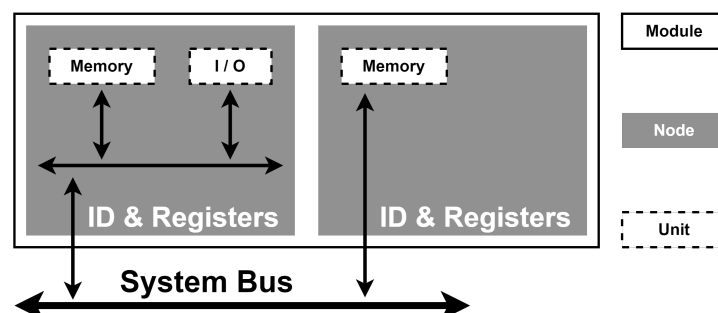 Memory
I / O
Memory
Module
Node
ID & Registers
ID & Registers
Unit
System Bus